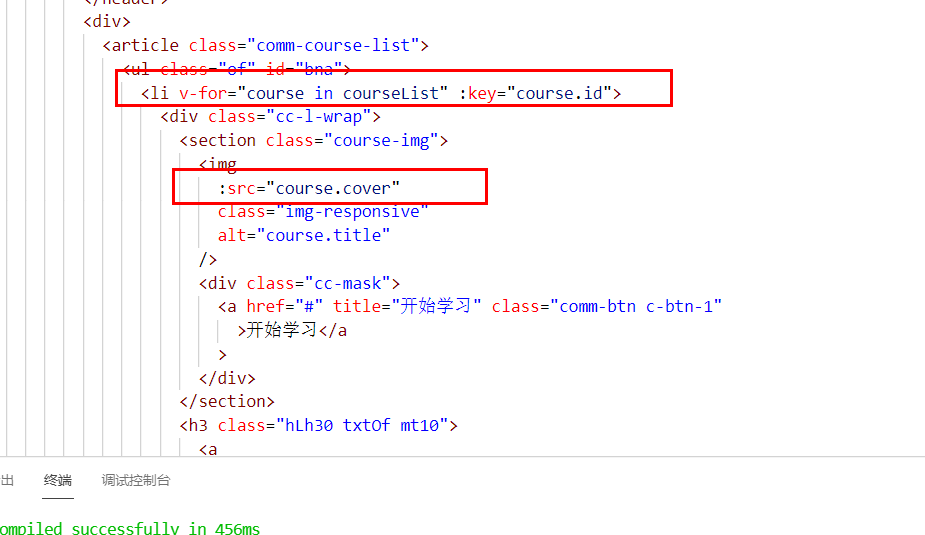 </header>
<div>
<article class="comm-course-list">
<ul class="of" id="bna">
<li v-for="course in courseList" :key="course.id">
<div class="cc-l-wrap">
<section class="course-img">
<img
:src="course.cover"
class="img-responsive"
alt="course.title"
/>
<div class="cc-mask">
<a href="#" title="开始学习" class="comm-btn c-btn-1"
>开始学习</a
>
</div>
</section>
<h3 class="hLh30 txtOf mt10">
<a
出 终端 调试控制台
ompiled successfully in 456ms